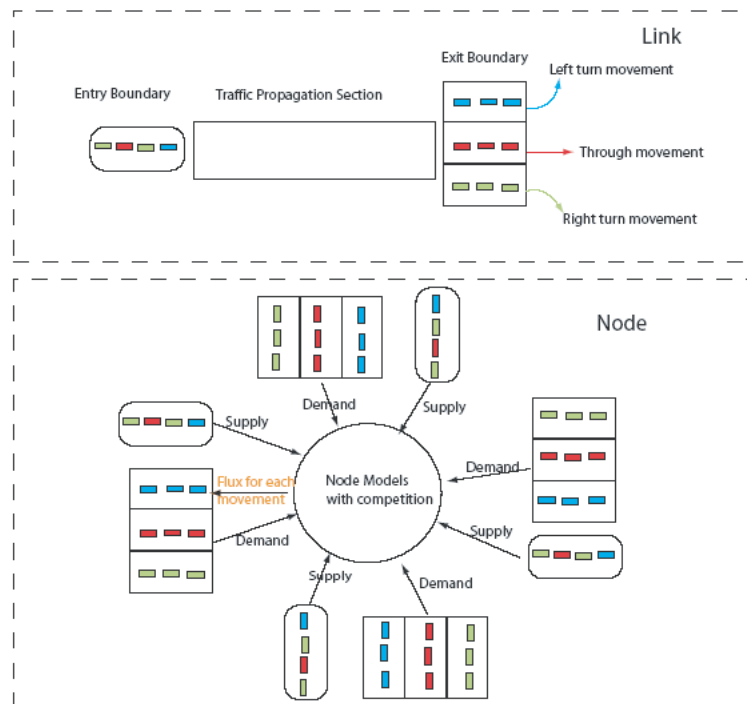 Link
Exit Boundary
Left turn movement
Entry Boundary
Traffic Propagation Section
Through movement
Right turn movement
Node
Demand
Supply
Supply
Demand
Flux for each
movement
Node Models
with competition
Demand
Supply
Supply
Demand